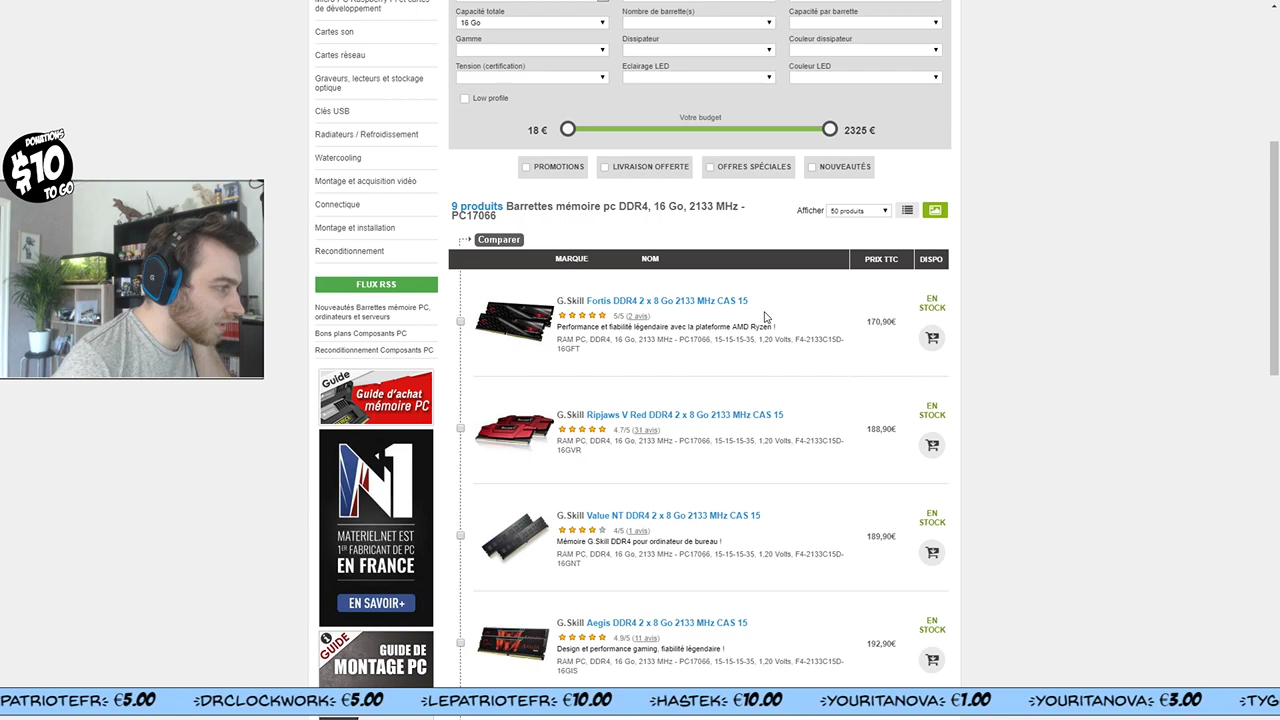 Micro PC Raspberry Pi et cartes
de développement
Cartes son
Cartes réseau
Graveurs, lecteurs et stockage
optique
Clés USB
Radiateurs / Refroidissement
Watercooling
Montage et acquisition vidéo
Connectique
Montage et installation
Reconditionnement
FLUX RSS
Nouveautés Barrettes mémoire PC,
ordinateurs et serveurs
Bons plans Composants PC
Reconditionnement Composants PC
Guide
Guide d'achat
mémoire PC
N1
MATERIEL.NET EST
1ER FABRICANT DE PC
EN FRANCE
EN SAVOIR+
GUIDE
GUIDE DE
MONTAGE PC
DONATIONS
$10
TO GO
Capacité totale
16 Go
Nombre de barrette(s)
Capacité par barrette
Gamme
Dissipateur
Couleur dissipateur
Tension (certification)
Eclairage LED
Couleur LED
Low profile
Votre budget
18 €
2325 €
PROMOTIONS
LIVRAISON OFFERTE
OFFRES SPÉCIALES
NOUVEAUTÉS
9 produits Barrettes mémoire pc DDR4, 16 Go, 2133 MHz -
PC17066
Afficher
50 produits
Comparer
MARQUE
NOM
PRIX TTC
DISPO
G.Skill Fortis DDR4 2 x 8 Go 2133 MHz CAS 15
5/5 (2 avis)
Performance et fiabilité légendaire avec la plateforme AMD Ryzen !
RAM PC, DDR4, 16 Go, 2133 MHz - PC17066, 15-15-15-35, 1,20 Volts, F4-2133C15D-
16GFT
170,90€
EN
STOCK
G.Skill Ripjaws V Red DDR4 2 x 8 Go 2133 MHz CAS 15
4.7/5 (31 avis)
RAM PC, DDR4, 16 Go, 2133 MHz - PC17066, 15-15-15-35, 1,20 Volts, F4-2133C15D-
16GVR
188,90€
EN
STOCK
G.Skill Value NT DDR4 2 x 8 Go 2133 MHz CAS 15
4/5 (1 avis)
Mémoire G.Skill DDR4 pour ordinateur de bureau !
RAM PC, DDR4, 16 Go, 2133 MHz - PC17066, 15-15-15-35, 1,20 Volts, F4-2133C15D-
16GNT
189,90€
EN
STOCK
G.Skill Aegis DDR4 2 x 8 Go 2133 MHz CAS 15
4.9/5 (11 avis)
Design et performance gaming, fiabilité légendaire !
RAM PC, DDR4, 16 Go, 2133 MHz - PC17066, 15-15-15-35, 1,20 Volts, F4-2133C15D-
16GIS
192,90€
EN
STOCK
PATRIOTEFR: €5.00 DRCLOCKWORK: €5.00 LEPATRIOTEFR: €10.00 HASTEK: €10.00 YOURITANOVA: €1.00 YOURITANOVA: €5.00 TYG